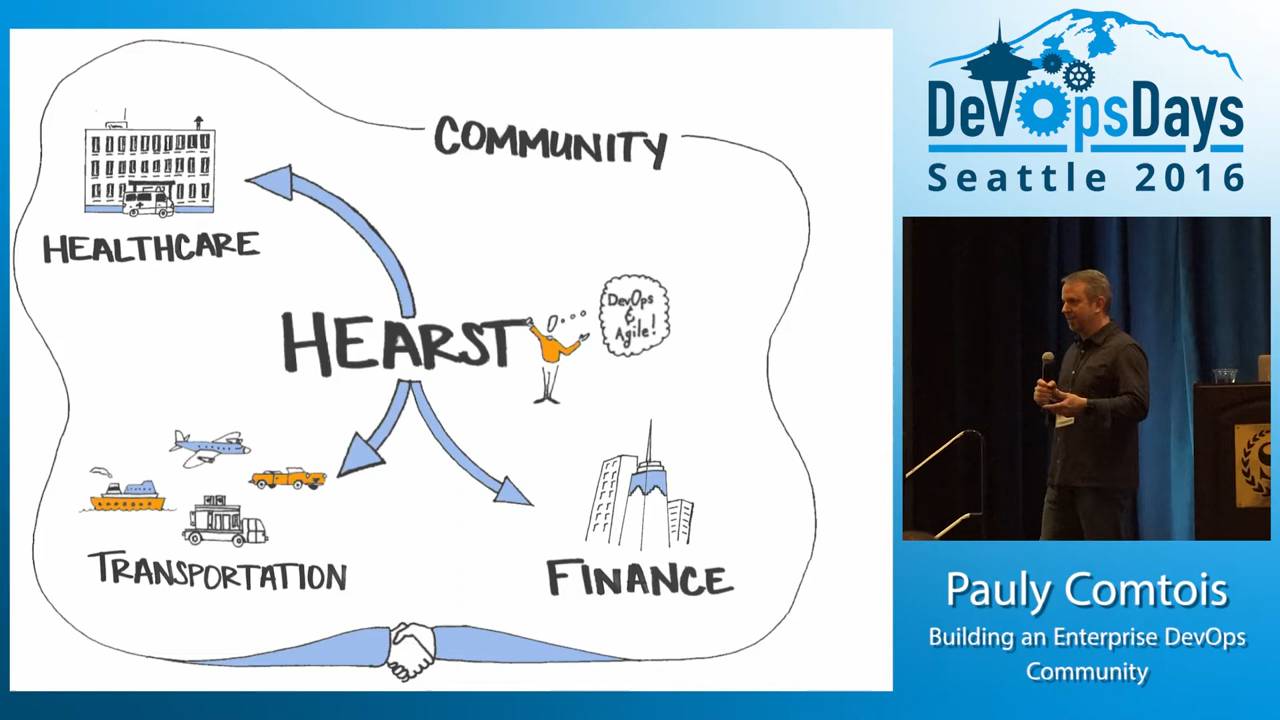 COMMUNITY
HEALTHCARE
HEARST
DevOps
&
Agile!
TRANSPORTATION
FINANCE
DevOpsDays
Seattle 2016
Pauly Comtois
Building an Enterprise DevOps
Community